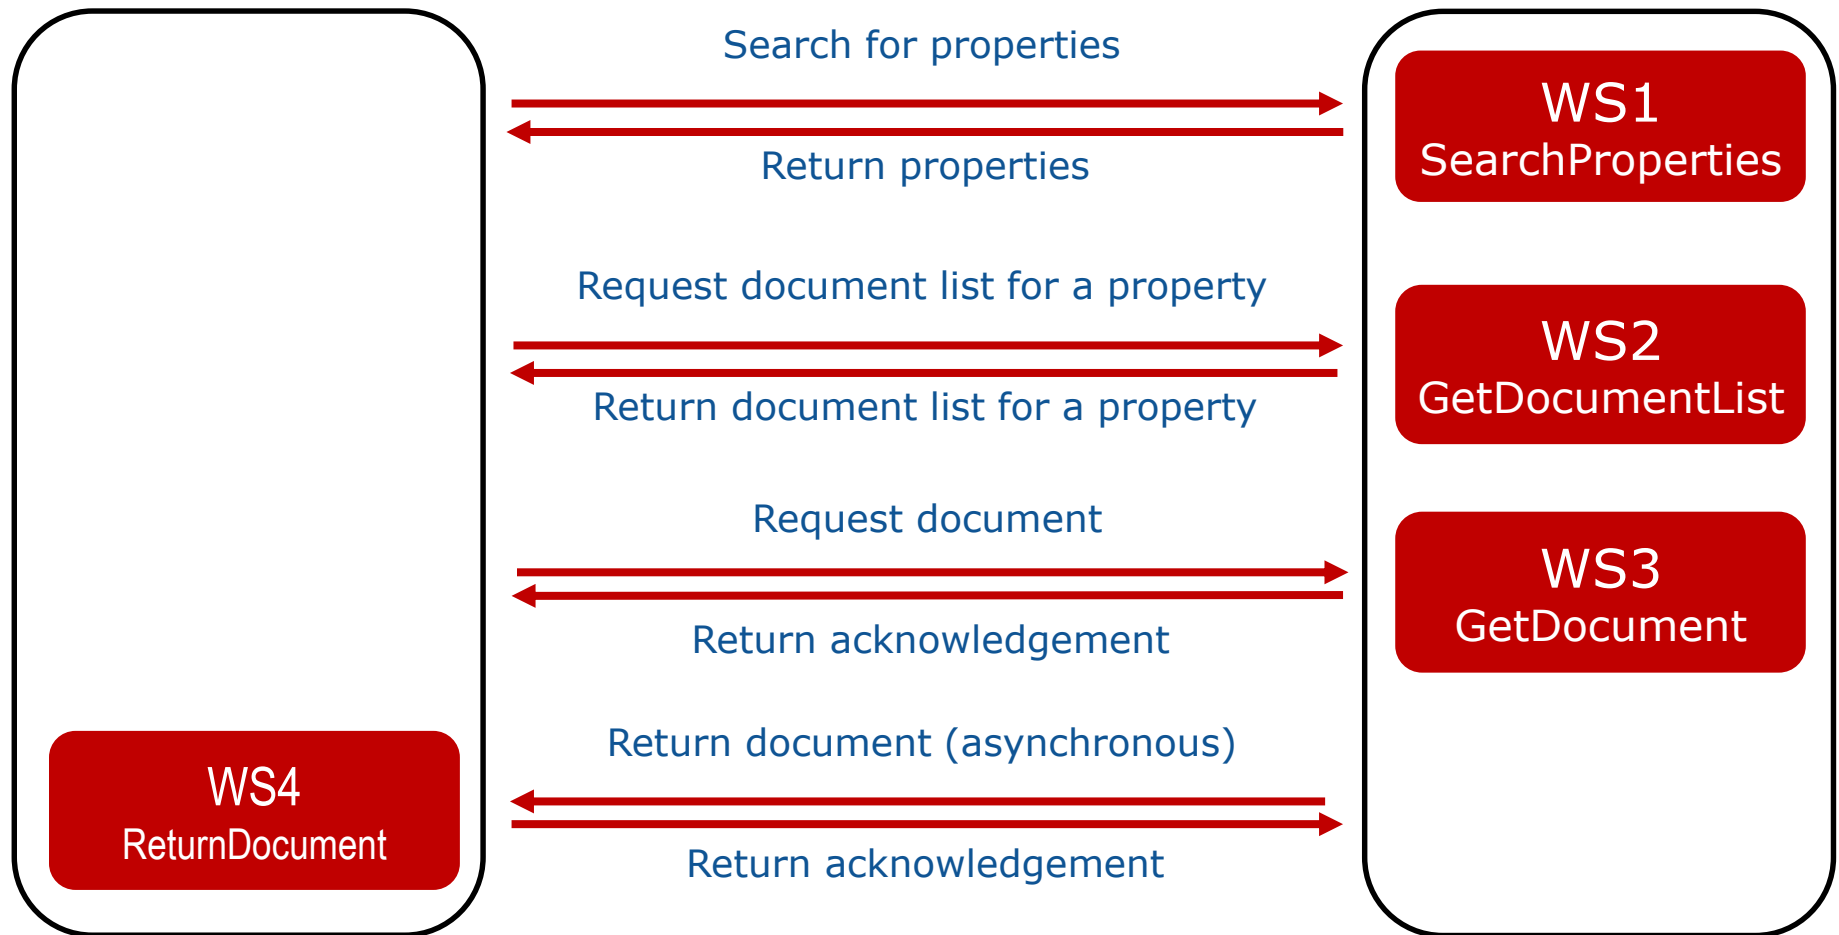 Search for properties
WS1
SearchProperties
Return properties
Request document list for a property
WS2
GetDocumentList
Return document list for a property
Request document
WS3
GetDocument
Return acknowledgement
Return document (asynchronous)
WS4
ReturnDocument
Return acknowledgement